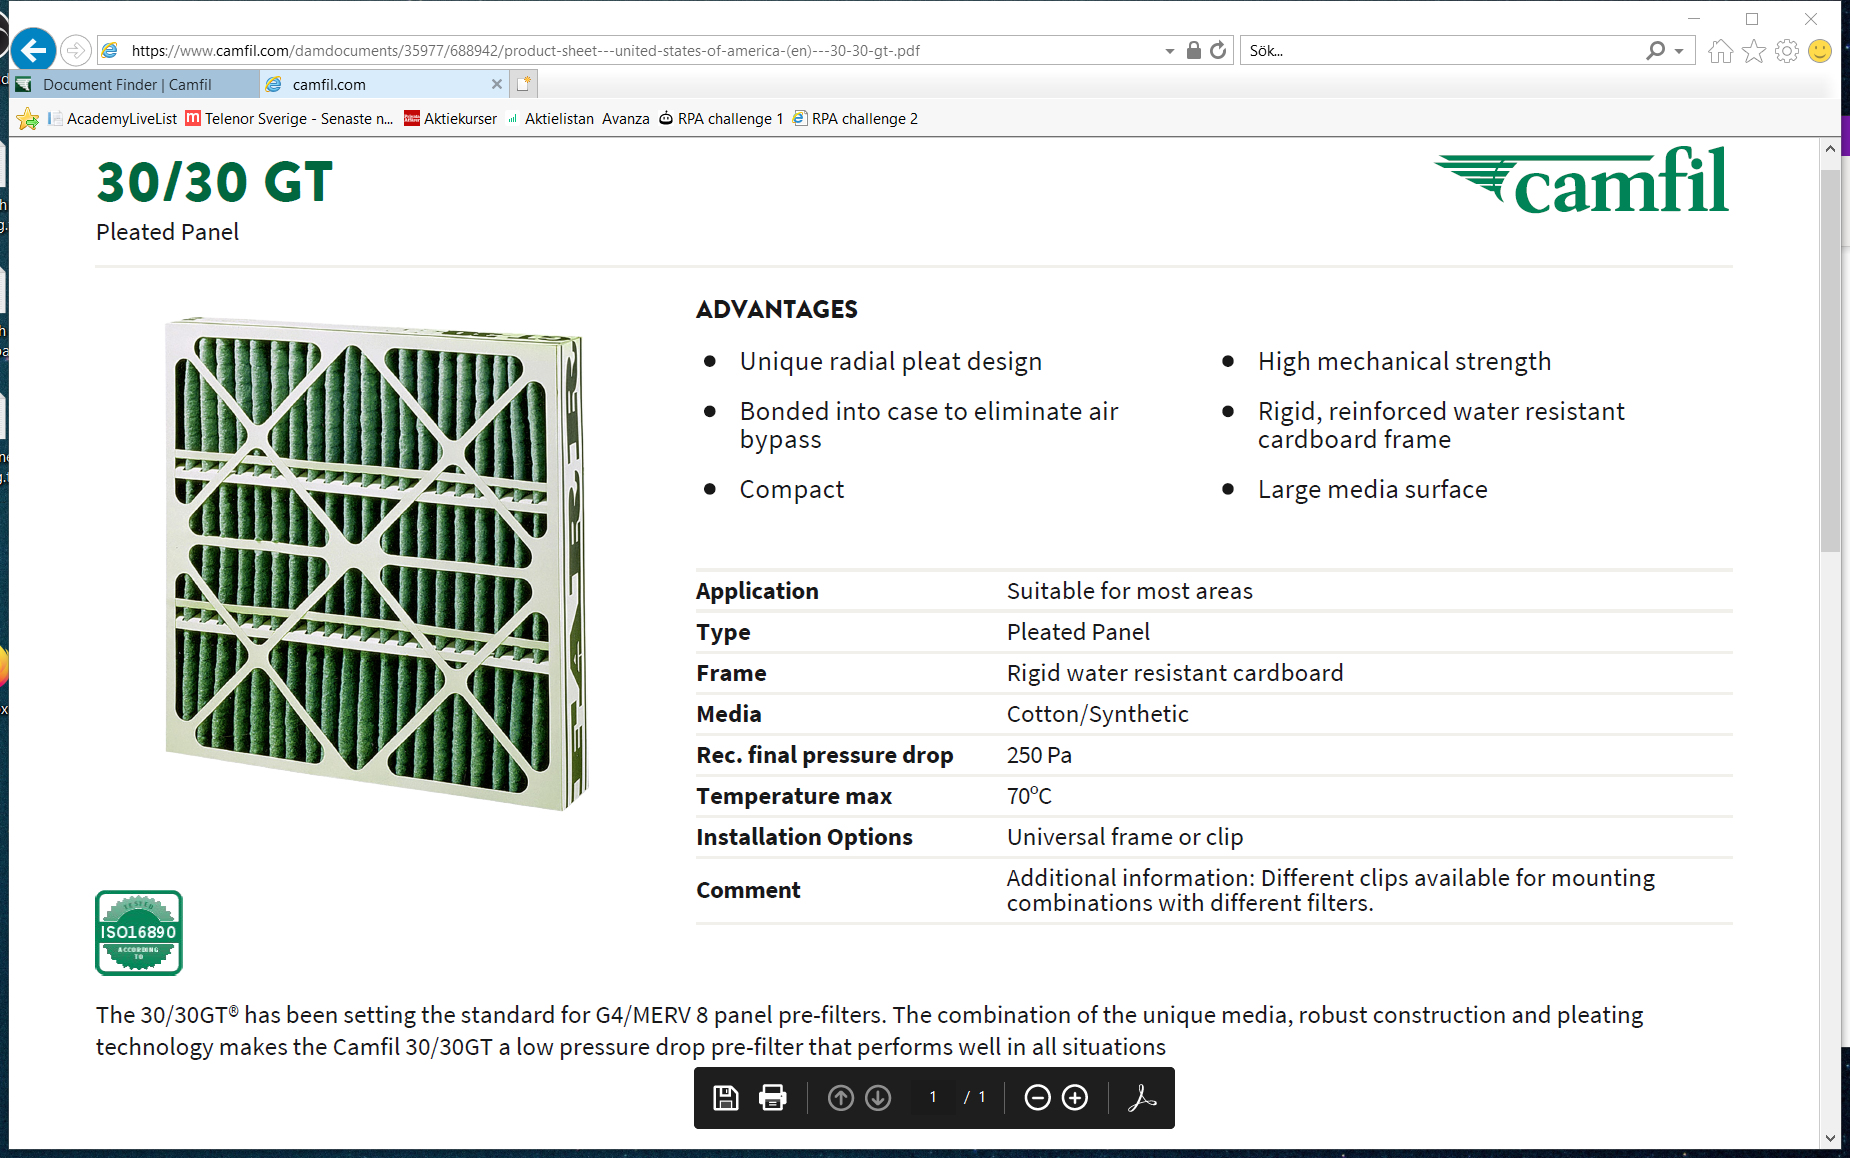 https://www.camfil.com/damdocuments/35977/688942/product-sheet---united-states-of-america-(en)---30-30-gt-.pdf
Sök...
Document Finder | Camfil
camfil.com
AcademyLiveList
Telenor Sverige - Senaste n...
Aktiekurser
Aktielistan
Avanza
RPA challenge 1
RPA challenge 2
30/30 GT
camfil
Pleated Panel
ADVANTAGES
Unique radial pleat design
Bonded into case to eliminate air
bypass
Compact
High mechanical strength
Rigid, reinforced water resistant
cardboard frame
Large media surface
Application Suitable for most areas
Type Pleated Panel
Frame Rigid water resistant cardboard
Media Cotton/Synthetic
Rec. final pressure drop 250 Pa
Temperature max 70ºC
Installation Options Universal frame or clip
Comment Additional information: Different clips available for mounting
combinations with different filters.
TESTED
ISO16890
ACCORDING
TO
The 30/30GT® has been setting the standard for G4/MERV 8 panel pre-filters. The combination of the unique media, robust construction and pleating
technology makes the Camfil 30/30GT a low pressure drop pre-filter that performs well in all situations
1 / 1